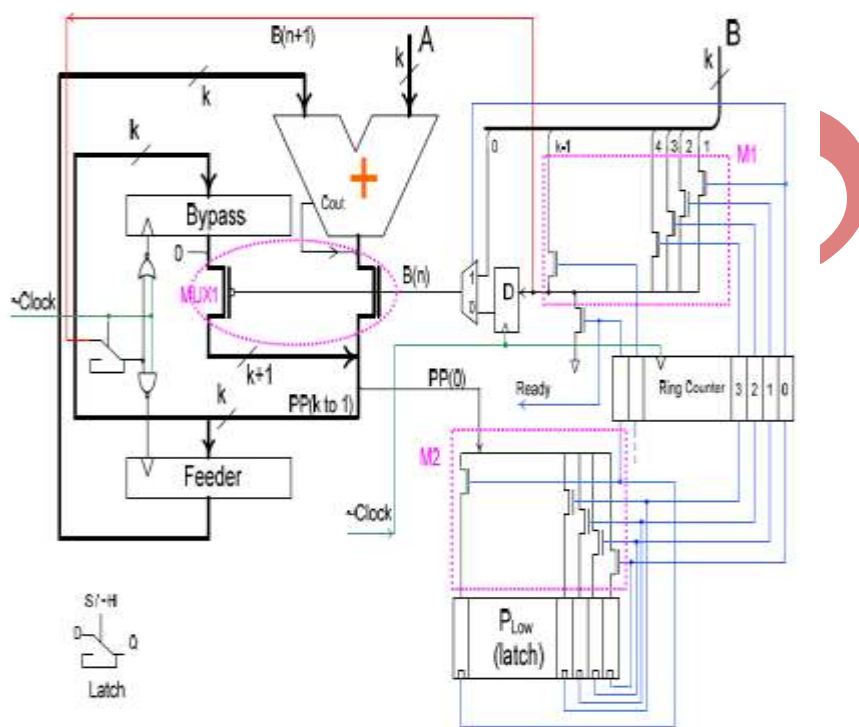 B(n+1)
A
B
k
k
k
k
0
k-1
4
3
2
1
M1
+
Cout
Bypass
0
B(n)
1
0
D
MUX1
~Clock
k+1
k
PP(k to 1)
PP(0)
Ready
Ring Counter
3
2
1
0
M2
Feeder
~Clock
S/~Hl
D
Q
Latch
PLow
(latch)